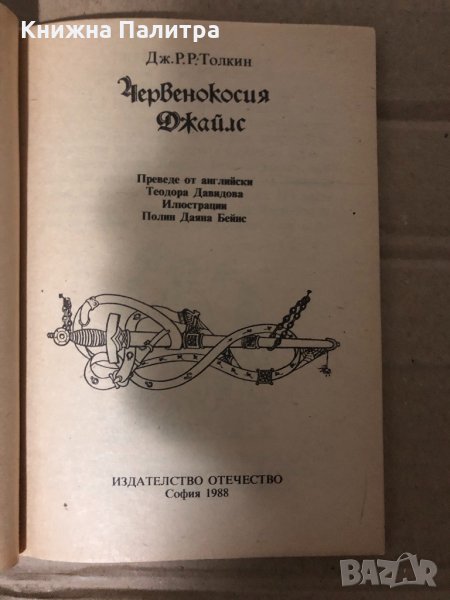 Книжна Палитра
Дж.Р.Р.Толкин
Червенокосия
Джайлс
Преведе от английски
Теодора Давидова
Илюстрации
Полин Даяна Бейнс
ИЗДАТЕЛСТВО ОТЕЧЕСТВО
София 1988
BAZAR